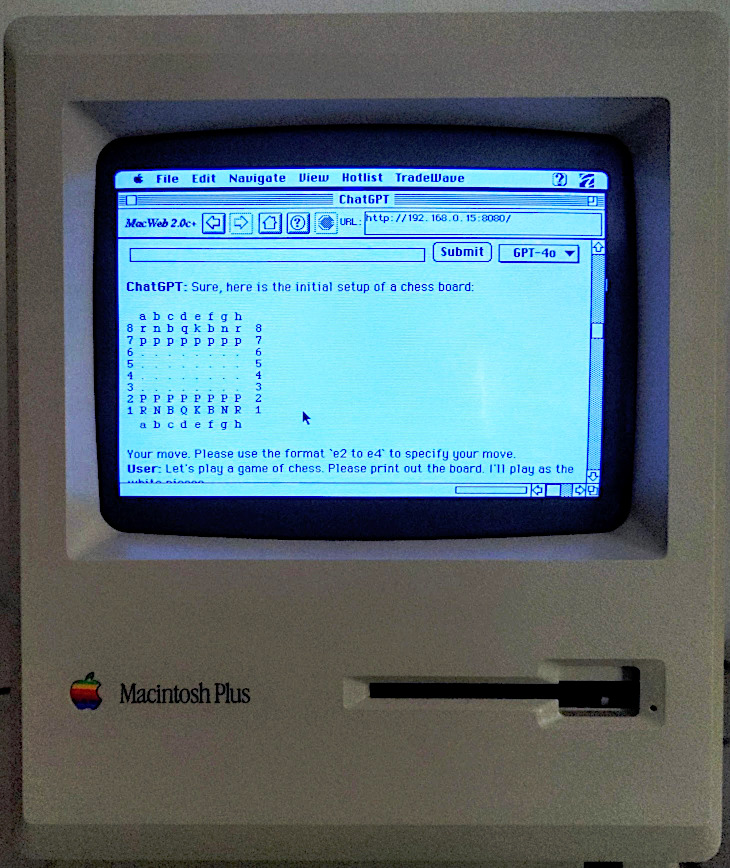 File Edit Navigate View Hotlist TradeWave
ChatGPT
MacWeb 2.0c+ URL: http://192.168.0.15:8080/
Submit GPT-4o
ChatGPT: Sure, here is the initial setup of a chess board:
a b c d e f g h
8 r n b q k b n r 8
7 p p p p p p p p 7
6 . . . . . . . . 6
5 . . . . . . . . 5
4 . . . . . . . . 4
3 . . . . . . . . 3
2 P P P P P P P P 2
1 R N B Q K B N R 1
a b c d e f g h
Your move. Please use the format `e2 to e4` to specify your move.
User: Let's play a game of chess. Please print out the board. I'll play as the
white pieces
Macintosh Plus